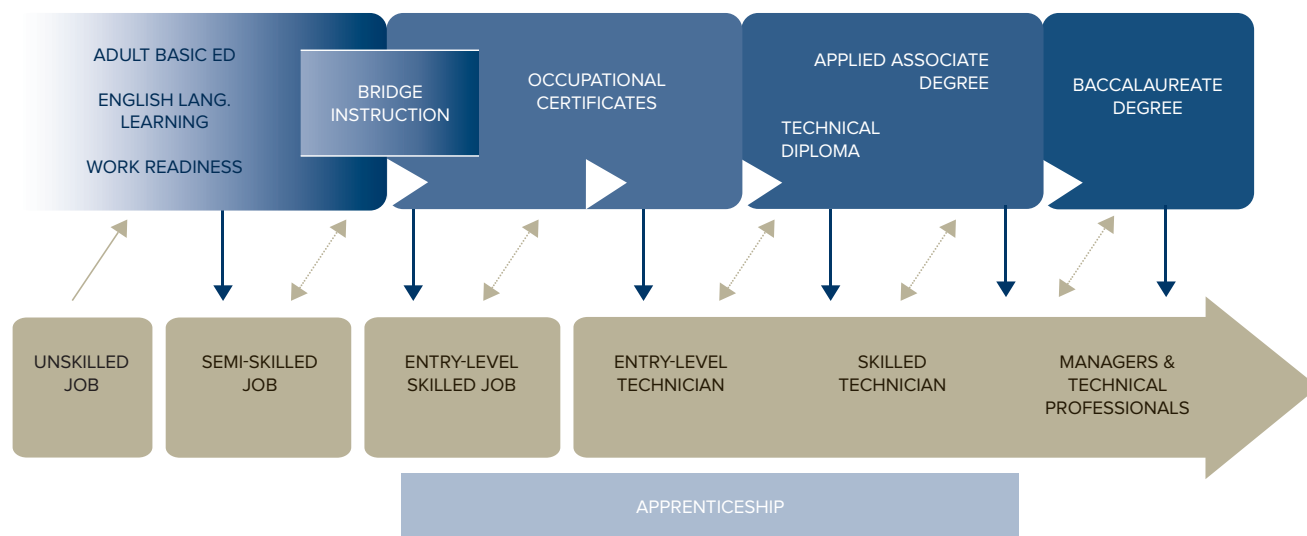 ADULT BASIC ED
ENGLISH LANG.
LEARNING
WORK READINESS
BRIDGE
INSTRUCTION
OCCUPATIONAL
CERTIFICATES
APPLIED ASSOCIATE
DEGREE
TECHNICAL
DIPLOMA
BACCALAUREATE
DEGREE
UNSKILLED
JOB
SEMI-SKILLED
JOB
ENTRY-LEVEL
SKILLED JOB
ENTRY-LEVEL
TECHNICIAN
SKILLED
TECHNICIAN
MANAGERS &
TECHNICAL
PROFESSIONALS
APPRENTICESHIP